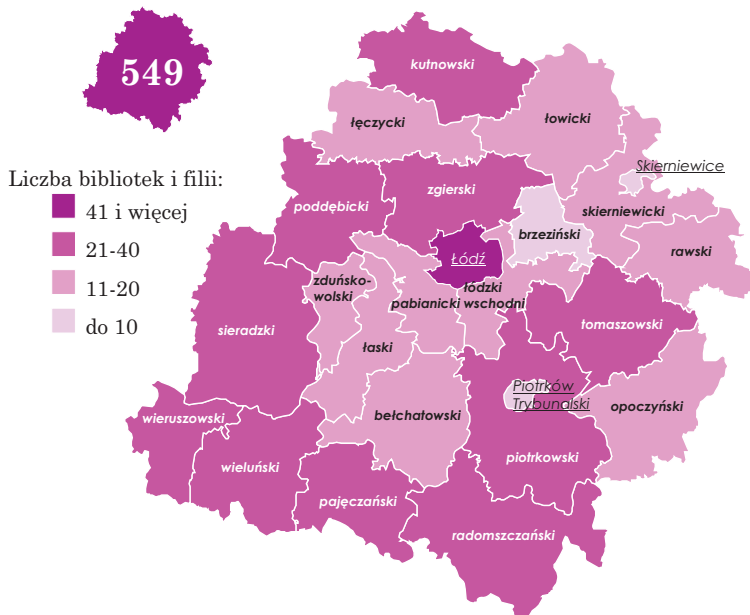 549
Liczba bibliotek i filii:
41 i więcej
21-40
11-20
do 10
kutnowski
łęczycki
łowicki
Skierniewice
zgierski
poddębicki
skierniewicki
brzeziński
rawski
Łódź
zduńsko-
wolski
pabianicki
łódzki
wschodni
sieradzki
łaski
tomaszowski
Piotrków
Trybunalski
wieruszowski
bełchatowski
opoczyński
wieluński
piotrkowski
pajęczański
radomszczański